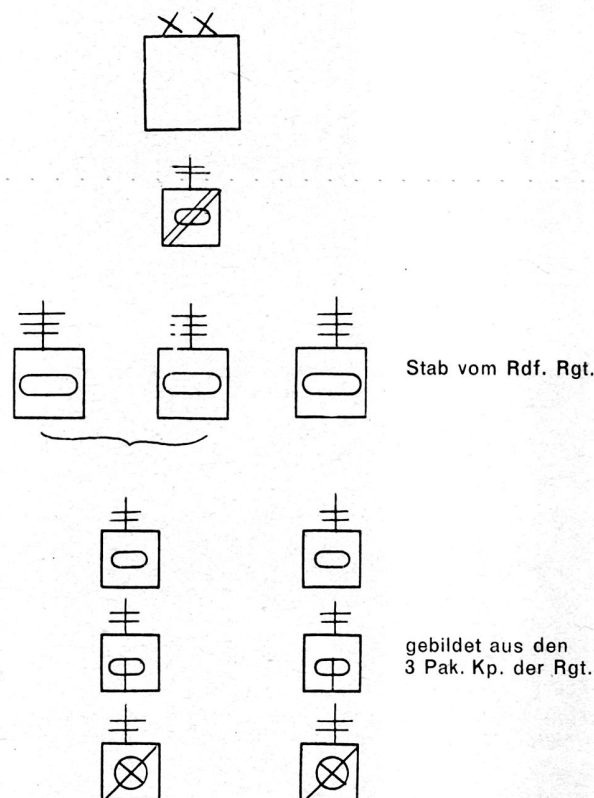 Stab vom Rdf. Rgt.
gebildet aus den
3 Pak. Kp. der Rgt.